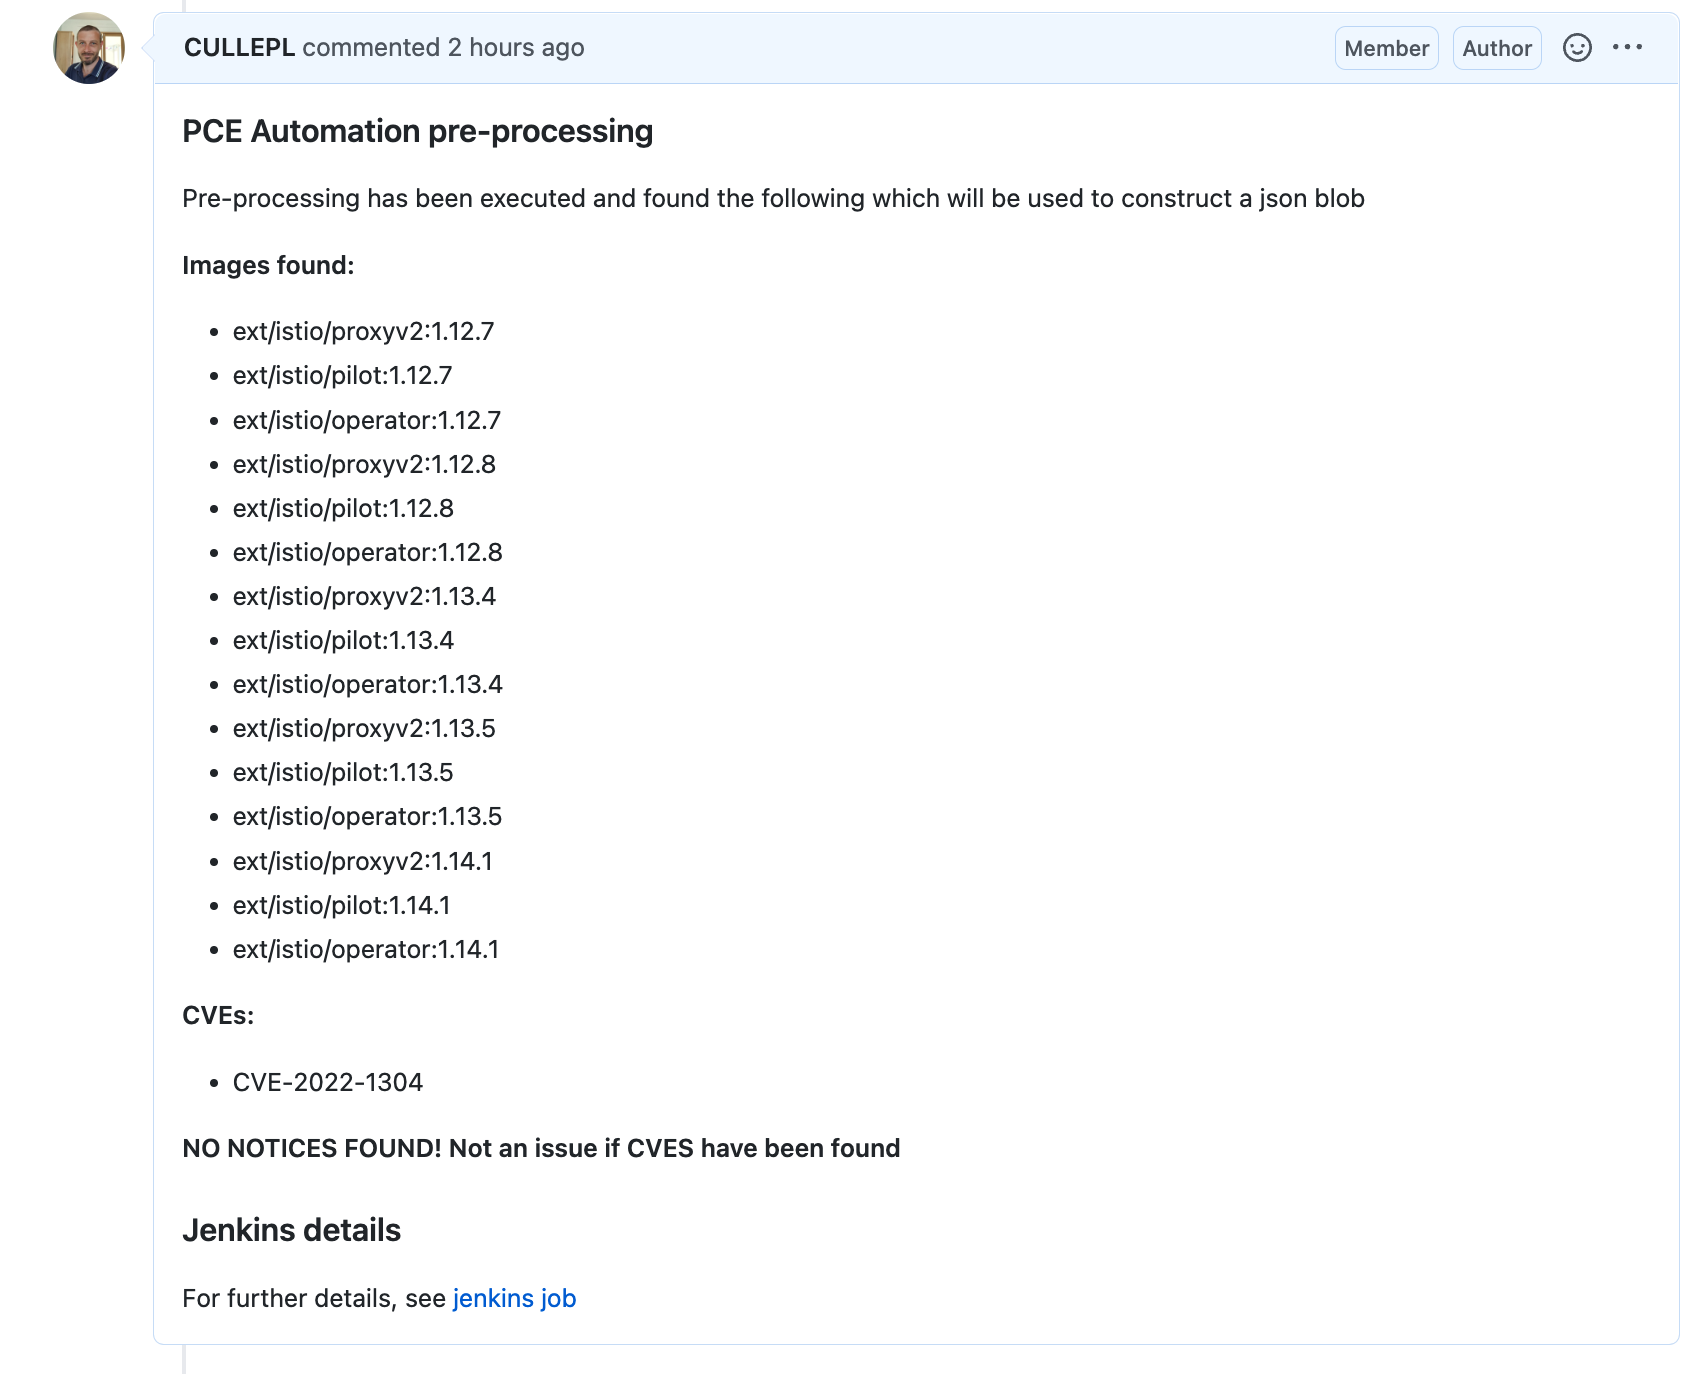 CULLEPL commented 2 hours ago Member Author
PCE Automation pre-processing
Pre-processing has been executed and found the following which will be used to construct a json blob
Images found:
ext/istio/proxyv2:1.12.7
ext/istio/pilot:1.12.7
ext/istio/operator:1.12.7
ext/istio/proxyv2:1.12.8
ext/istio/pilot:1.12.8
ext/istio/operator:1.12.8
ext/istio/proxyv2:1.13.4
ext/istio/pilot:1.13.4
ext/istio/operator:1.13.4
ext/istio/proxyv2:1.13.5
ext/istio/pilot:1.13.5
ext/istio/operator:1.13.5
ext/istio/proxyv2:1.14.1
ext/istio/pilot:1.14.1
ext/istio/operator:1.14.1
CVEs:
CVE-2022-1304
NO NOTICES FOUND! Not an issue if CVES have been found
Jenkins details
For further details, see jenkins job